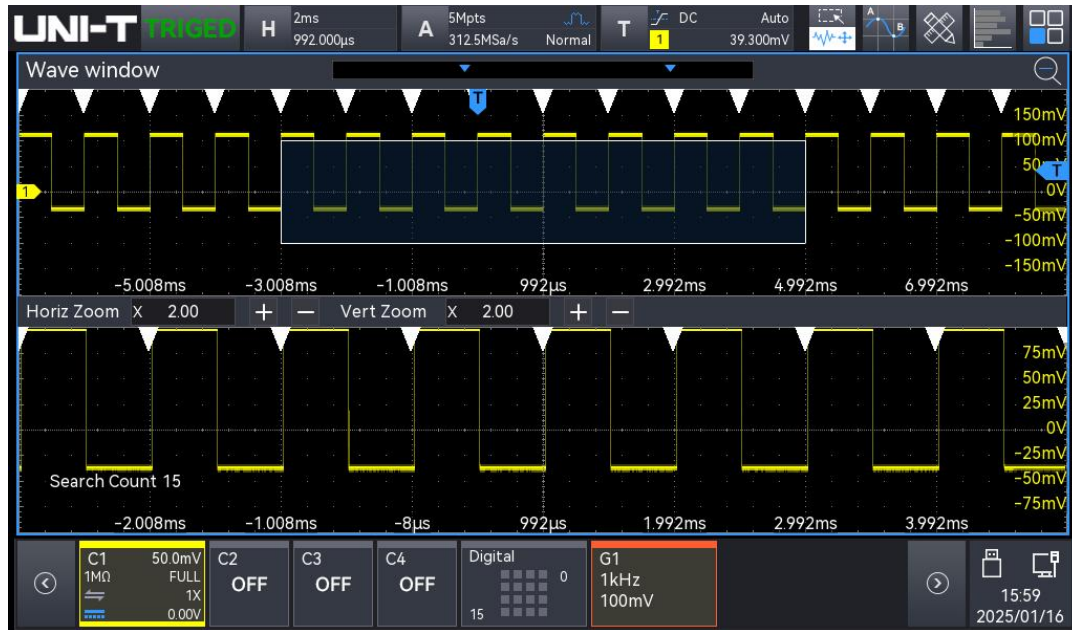 UNI-T TRIGED H 2ms 992.000µs A 5Mpts 312.5MSa/s Normal T DC 1 Auto 39.300mV A B
Wave window
T
150mV
100mV
50 T
1 0V
-50mV
-100mV
-150mV
-5.008ms -3.008ms -1.008ms 992µs 2.992ms 4.992ms 6.992ms
Horiz Zoom X 2.00 + − Vert Zoom X 2.00 + −
75mV
50mV
25mV
0V
-25mV
Search Count 15 -50mV
-75mV
-2.008ms -1.008ms -8µs 992µs 1.992ms 2.992ms 3.992ms
C1 50.0mV C2 C3 C4 Digital G1
1MΩ FULL OFF OFF OFF 0 1kHz
1X 100mV 15:59
0.00V 15 2025/01/16